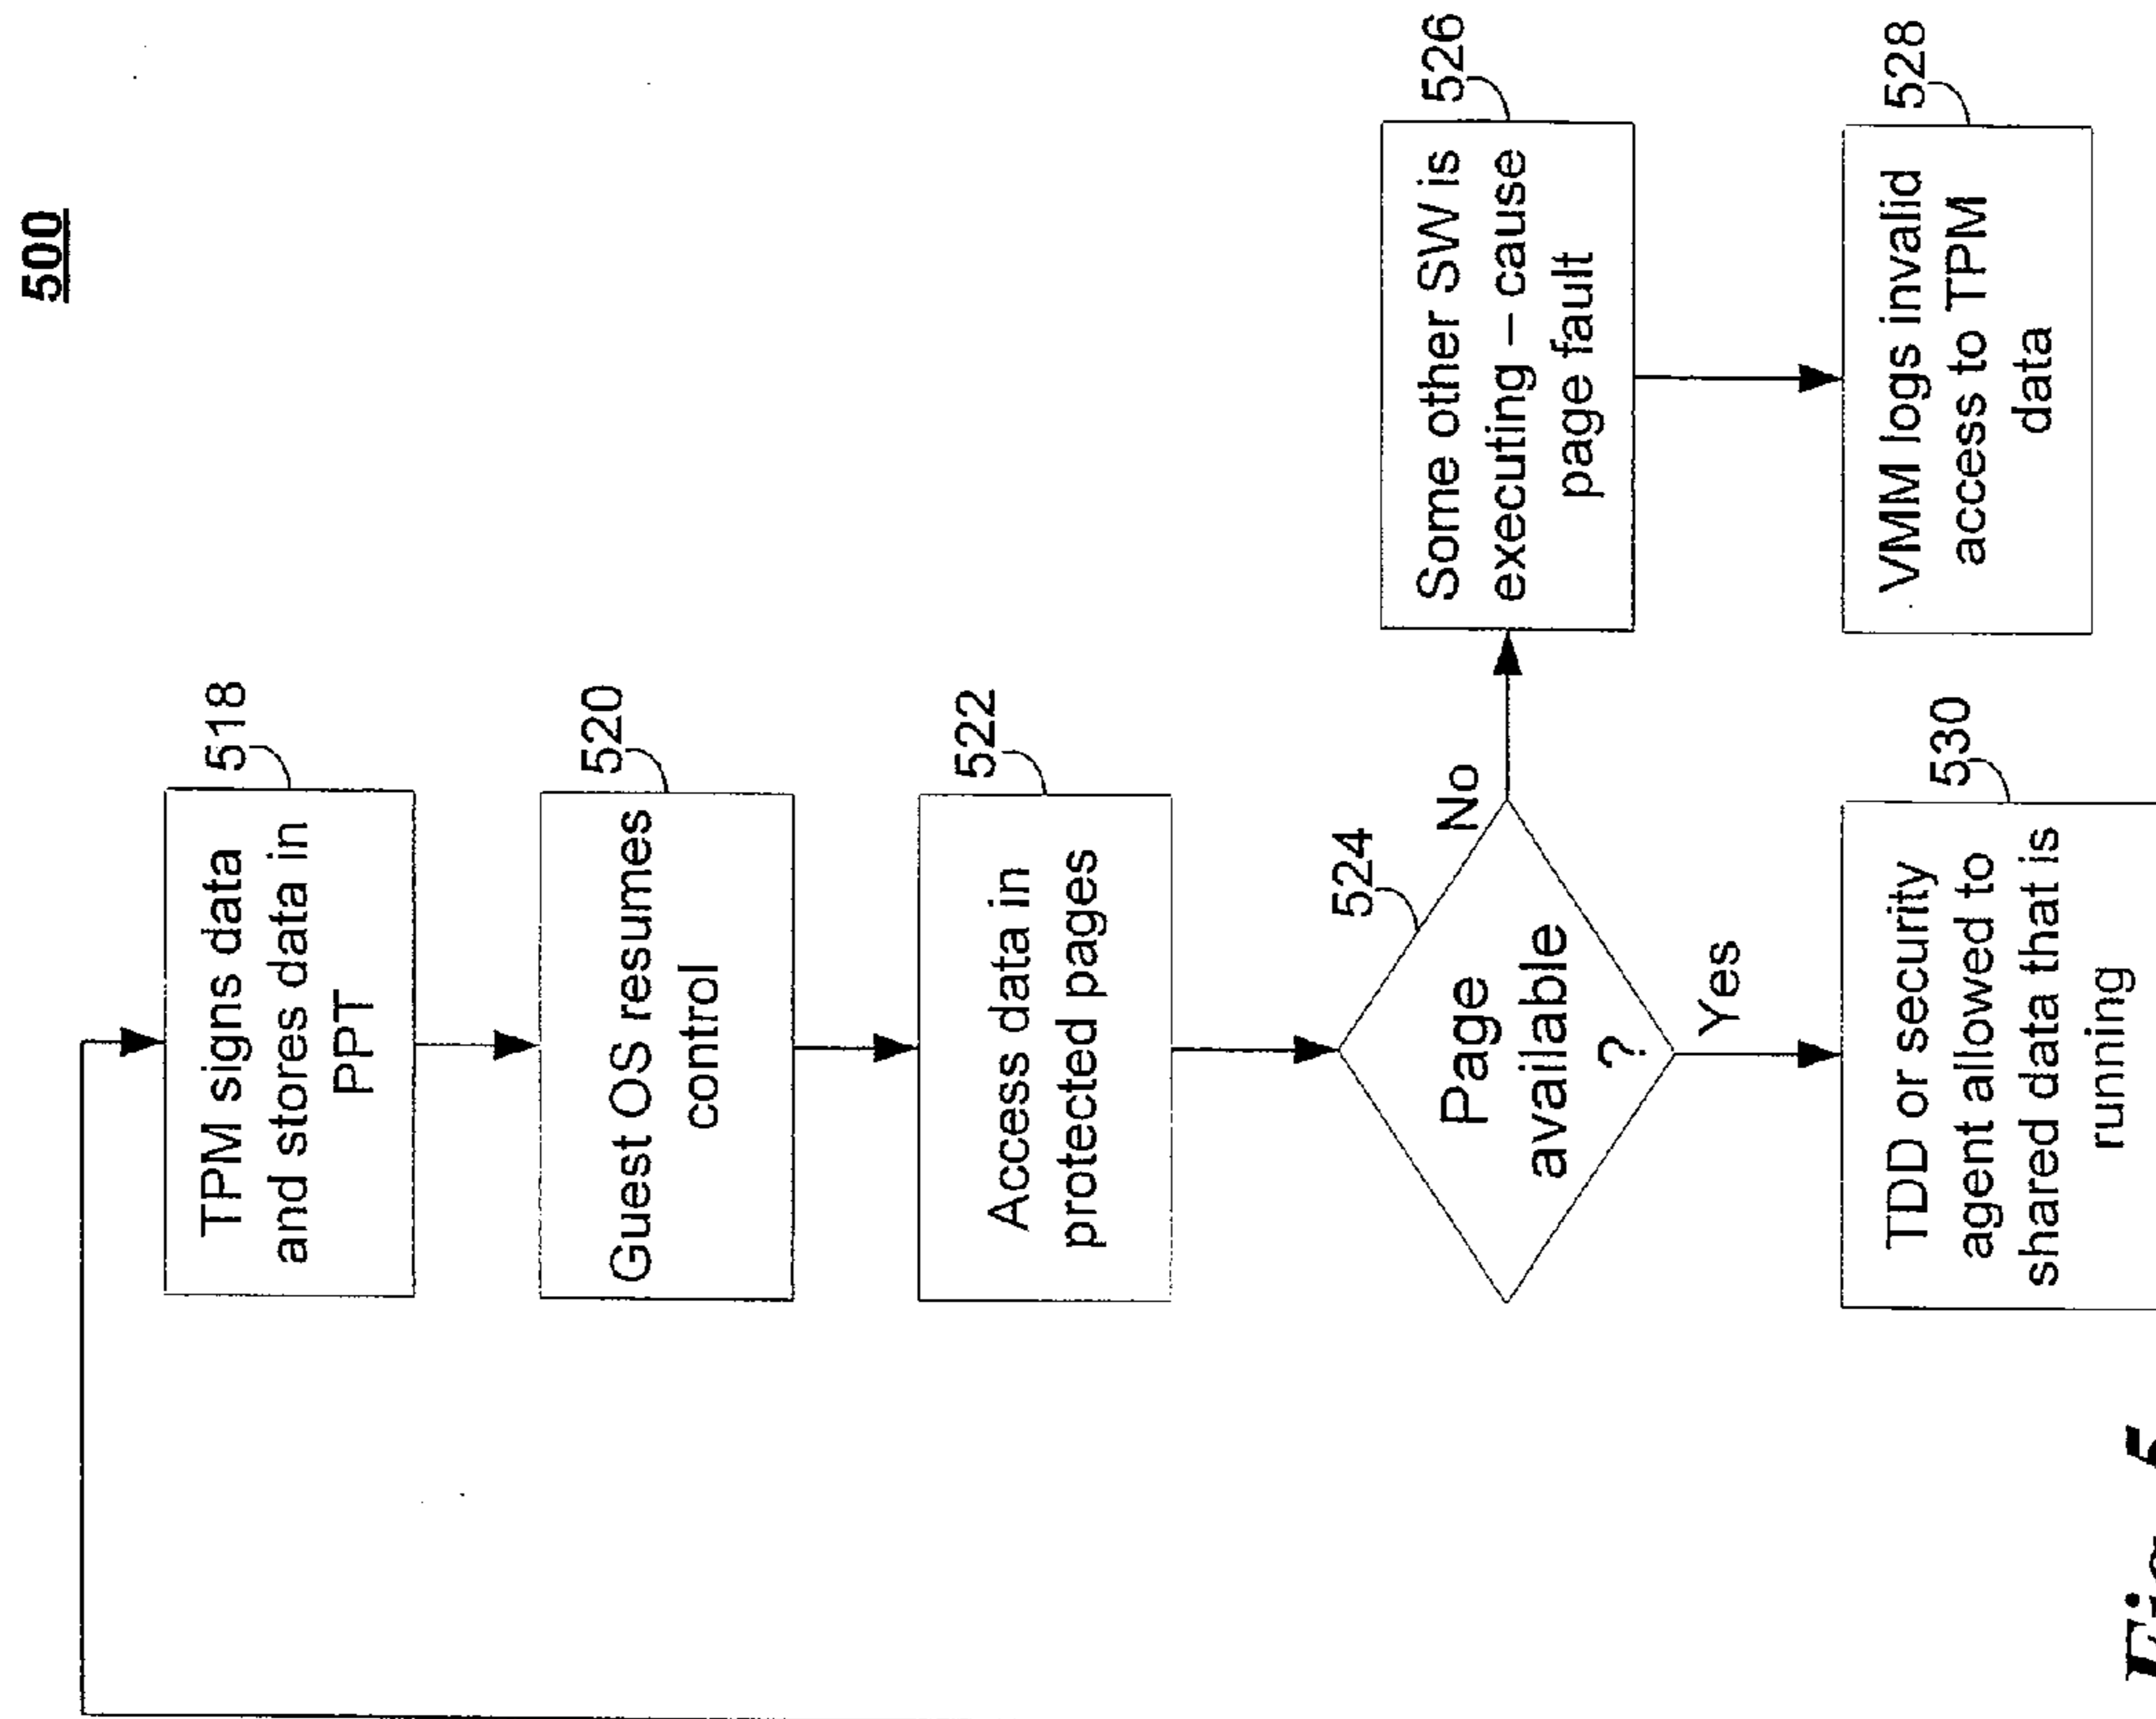 500
518
TPM signs data
and stores data in
PPT
520
Guest OS resumes
control
522
Access data in
protected pages
524
Page
available
?
No
526
Some other SW is
executing – cause
page fault
528
VMM logs invalid
access to TPM
data
Yes
530
TDD or security
agent allowed to
shared data that is
running
Fig. 5